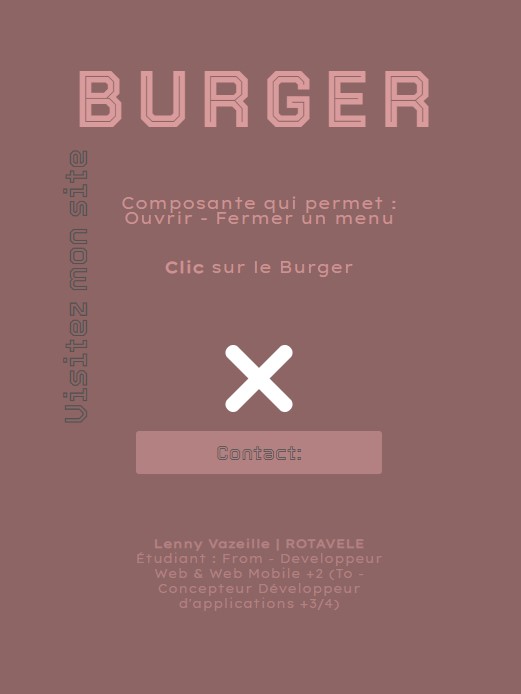 BURGER
Visitez mon site
Composante qui permet :
Ouvrir - Fermer un menu
Clic sur le Burger
Contact:
Lenny Vazeille | ROTAVELE
Étudiant : From - Developpeur
Web & Web Mobile +2 (To -
Concepteur Développeur
d'applications +3/4)